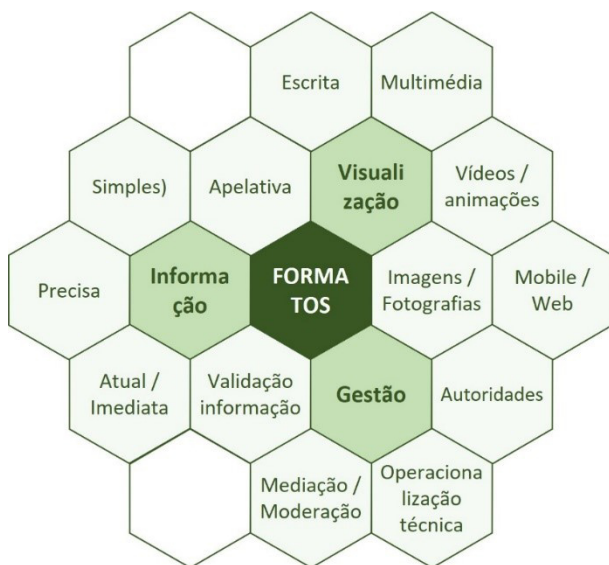 Escrita
Multimédia
Simples)
Apelativa
Visuali
zação
Vídeos /
animações
Precisa
Informa
ção
FORMA
TOS
Imagens /
Fotografias
Mobile /
Web
Atual /
Imediata
Validação
informação
Gestão
Autoridades
Mediação /
Moderação
Operaciona
lização
técnica